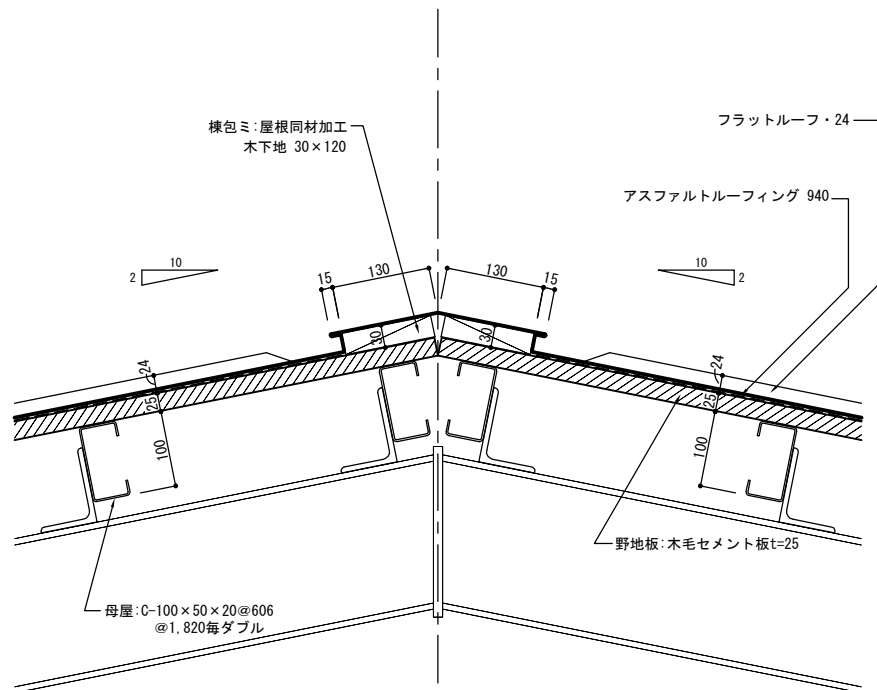 棟包ミ:屋根同材加工
木下地 30×120
フラットルーフ・24
アスファルトルーフィング 940
10
2
15
130
130
15
10
2
30
30
24
25
100
24
25
100
野地板:木毛セメント板t=25
母屋:C-100×50×20@606
@1,820毎ダブル